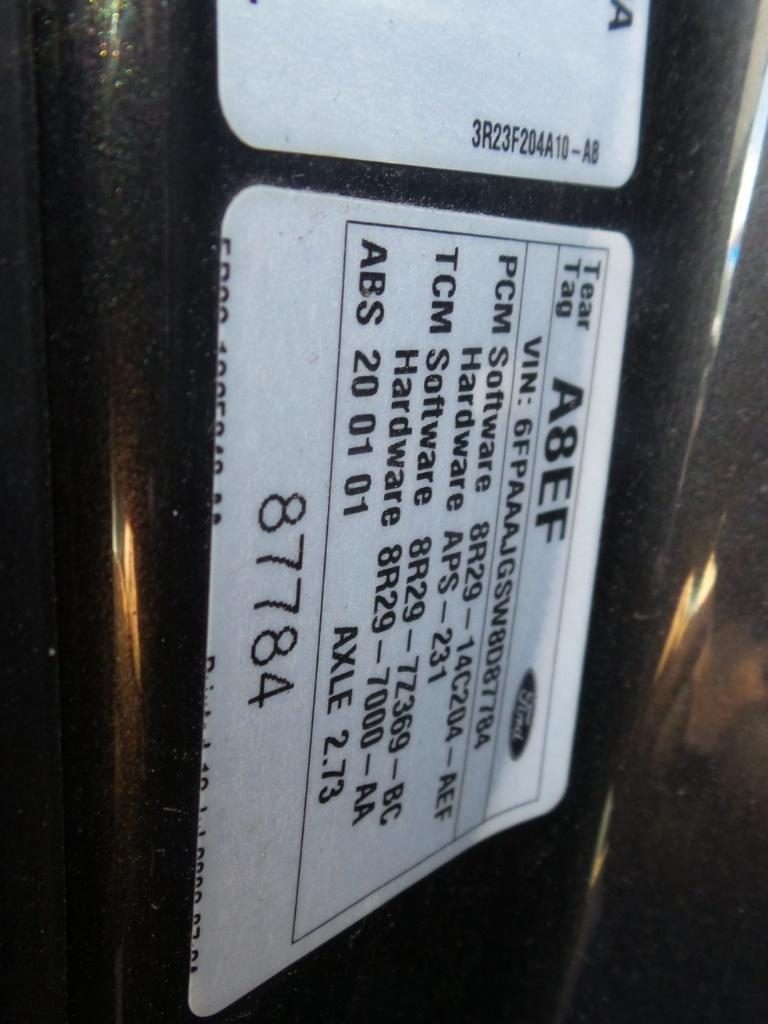 A
3R23F204A10-AB
Tear
Tag
A8EF
Ford
VIN: 6FPAAAJGSW8D87784
PCM Software 8R29-14C204-AEF
Hardware APS-231
TCM Software 8R29-7Z369-BC
Hardware 8R29-7000-AA
ABS 20 01 01 AXLE 2.73
87784